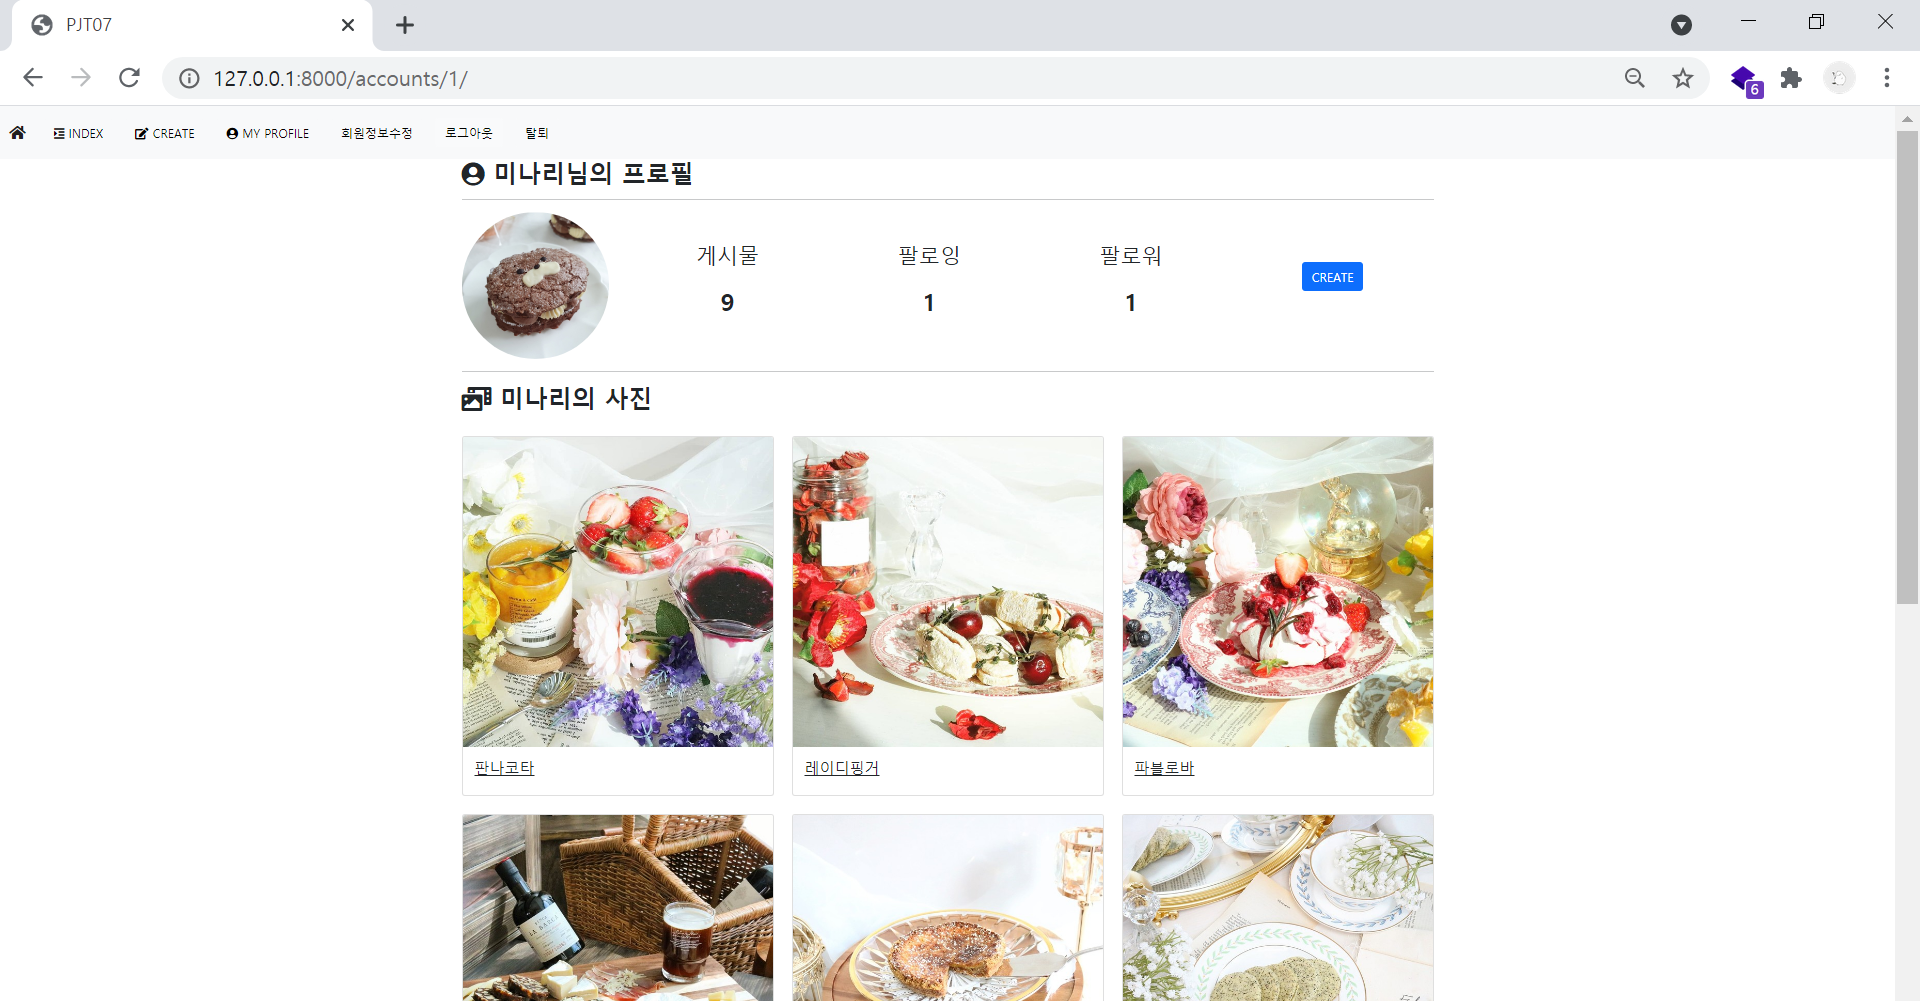 PJT07
127.0.0.1:8000/accounts/1/
6
INDEX CREATE MY PROFILE 회원정보수정 로그아웃 탈퇴
미나리님의 프로필
게시물 팔로잉 팔로워
CREATE
9 1 1
미나리의 사진
판나코타 레이디핑거 파블로바